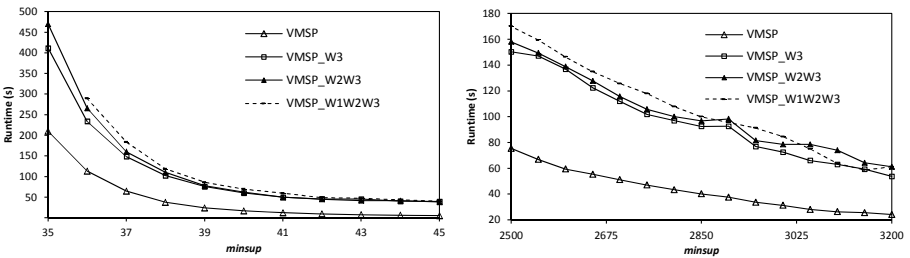 500
450
400
350
300
250
200
150
100
50
Runtime (s)
VMSP
VMSP_W3
VMSP_W2W3
VMSP_W1W2W3
35 37 39 41 43 45
minsup
180
160
140
120
100
80
60
40
20
Runtime (s)
VMSP
VMSP_W3
VMSP_W2W3
VMSP_W1W2W3
2500 2675 2850 3025 3200
minsup